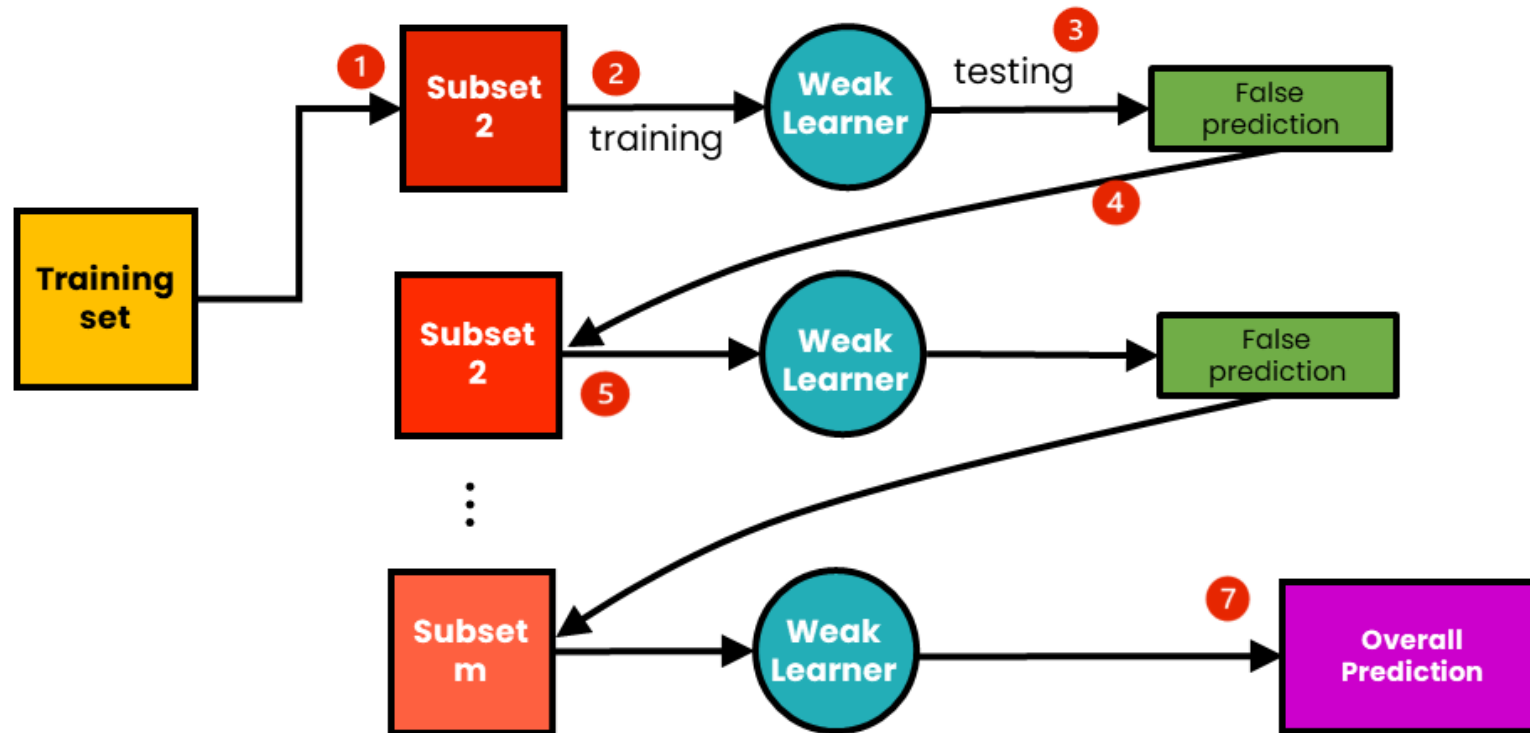 1
Subset
2
2
training
Weak
Learner
3
testing
False
prediction
4
Training
set
Subset
2
5
Weak
Learner
False
prediction
Subset
m
Weak
Learner
7
Overall
Prediction